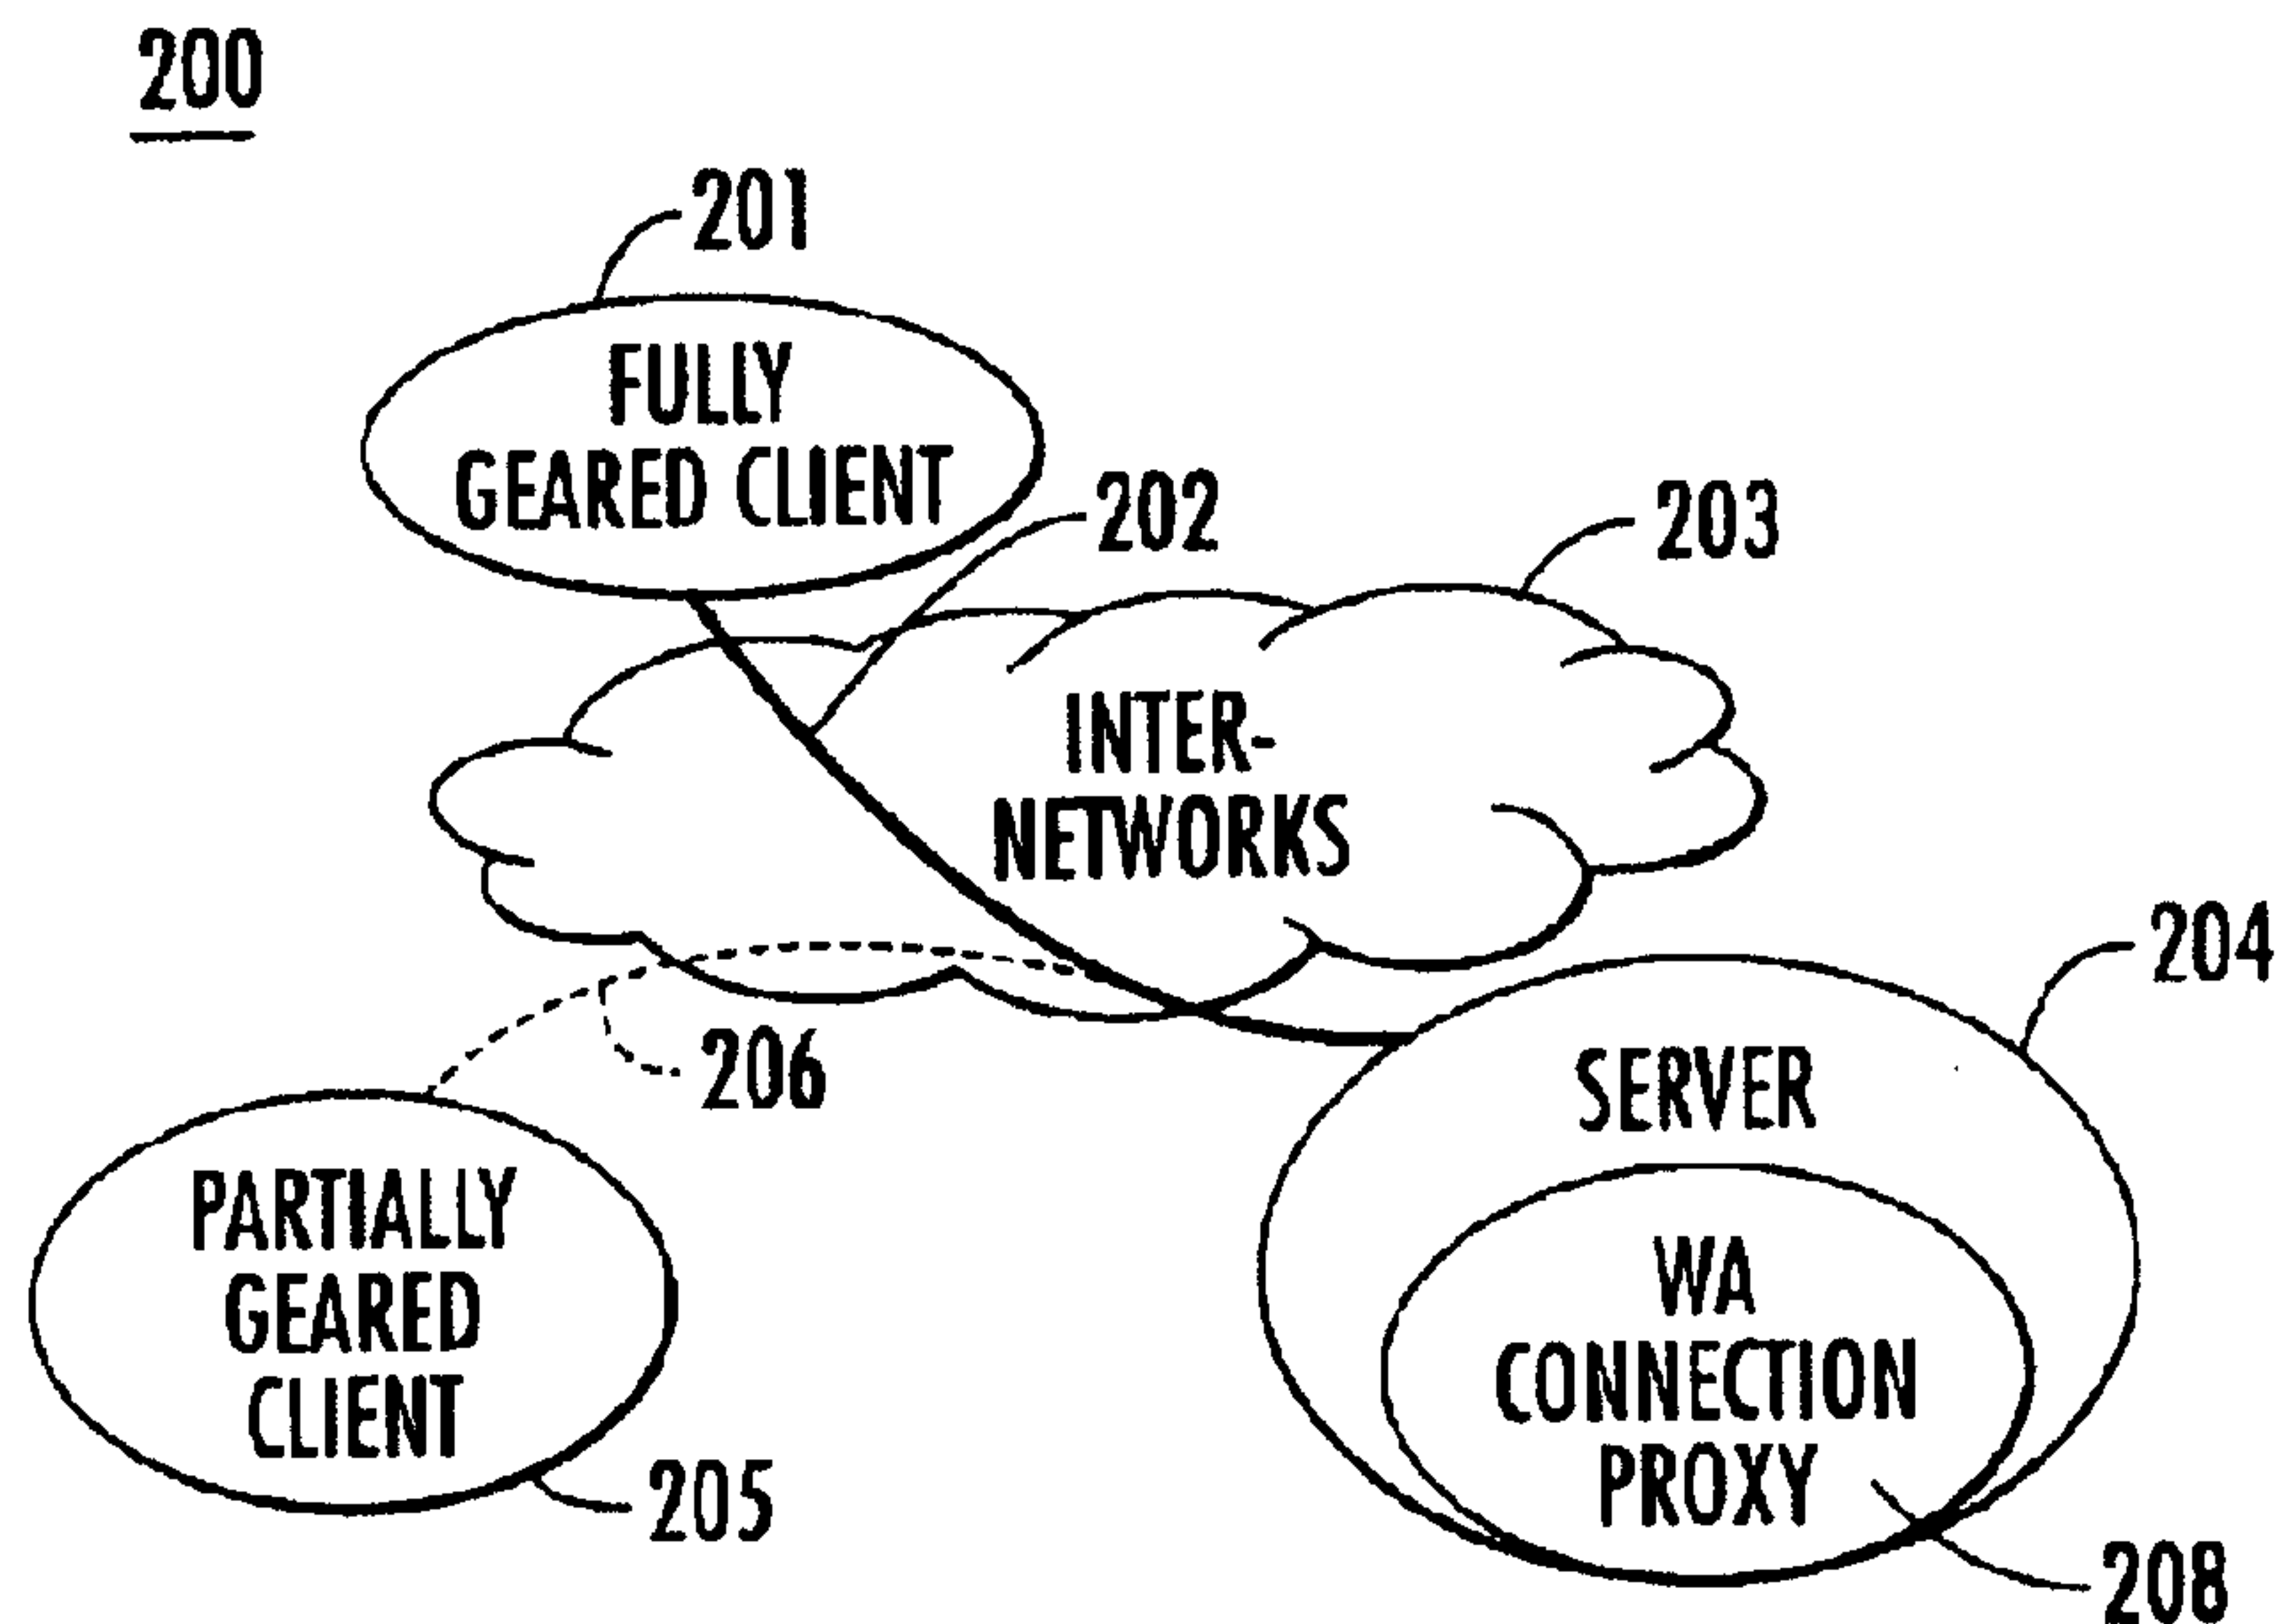 200
201
FULLY
GEARED CLIENT
202
203
INTER-
NETWORKS
204
206
SERVER
PARTIALLY
GEARED
CLIENT
205
WA
CONNECTION
PROXY
208